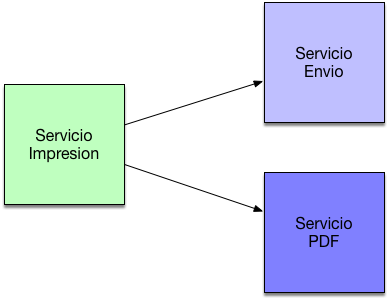 Servicio
Impresion
Servicio
Envio
Servicio
PDF